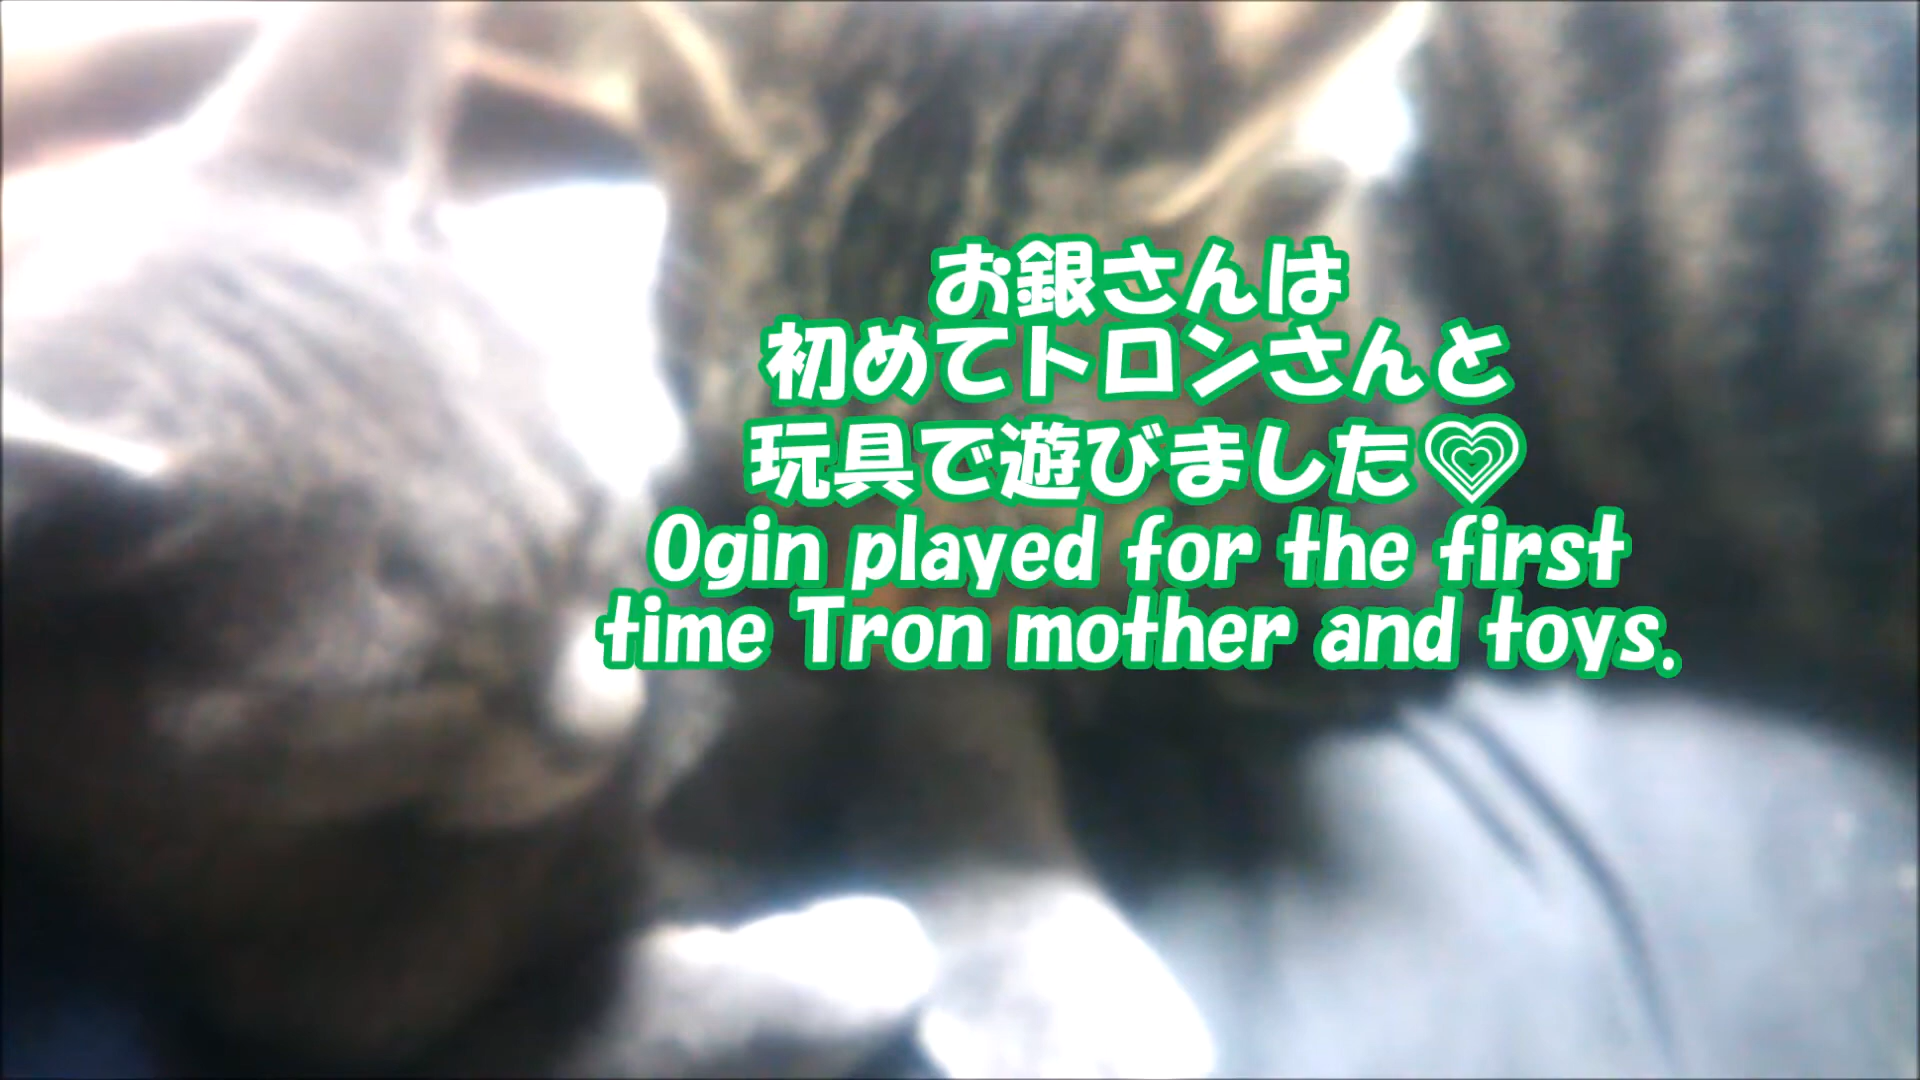 お銀さんは
初めてトロンさんと
玩具で遊びました💗
Ogin played for the first
time Tron mother and toys.